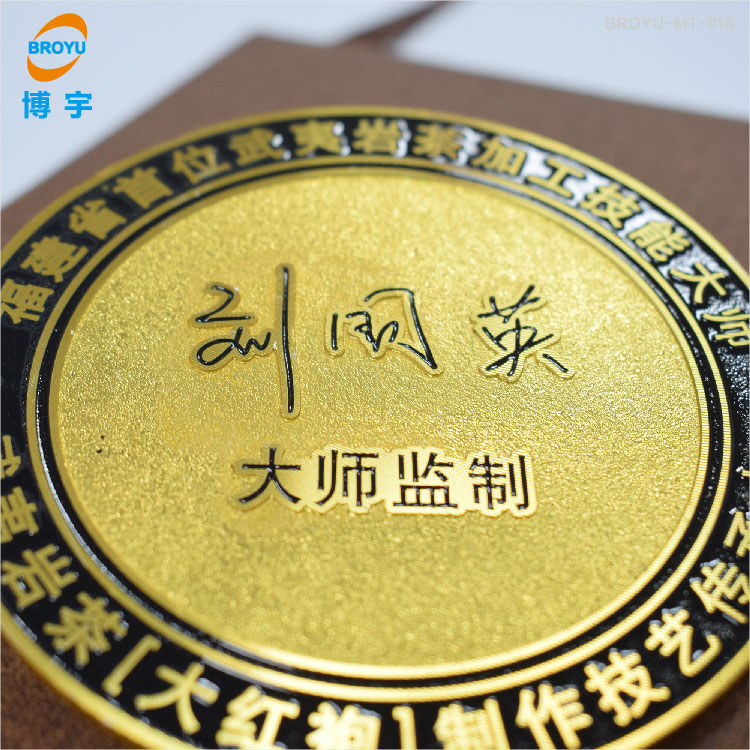 BROYU
博宇
BROYU-MT-018
福建省首位武夷岩茶加工技能大师
刘国英
大师监制
岩茶[大红袍]制作技艺传承